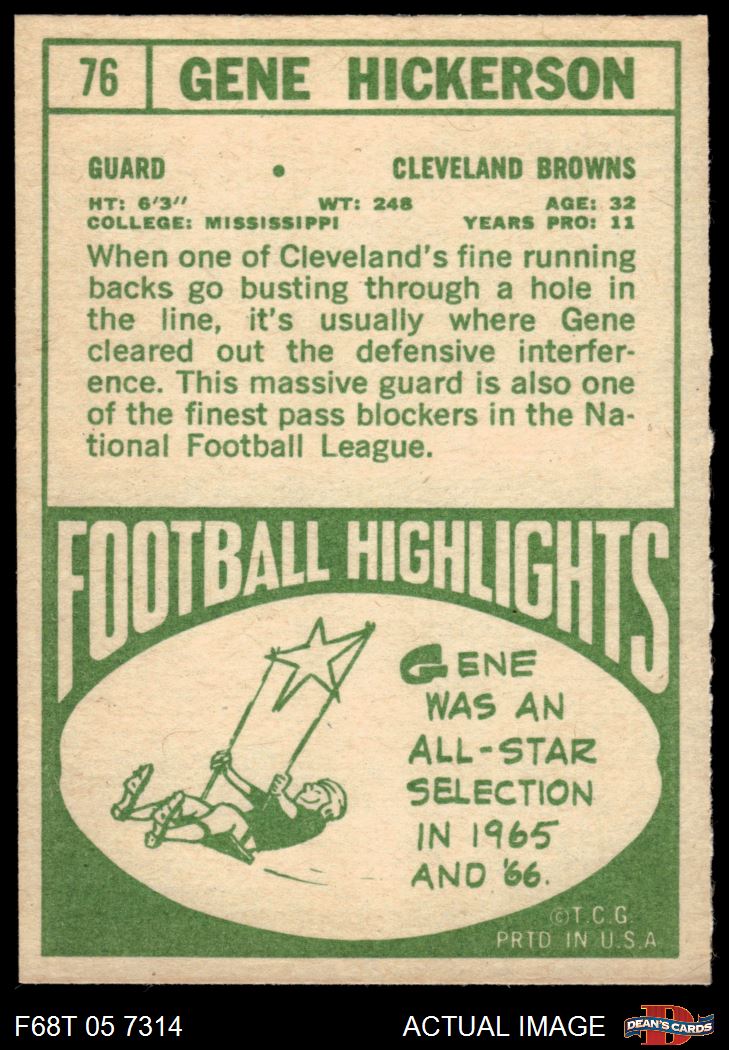 76 GENE HICKERSON
GUARD • CLEVELAND BROWNS
HT: 6'3" WT: 248 AGE: 32
COLLEGE: MISSISSIPPI YEARS PRO: 11
When one of Cleveland's fine running
backs go busting through a hole in
the line, it's usually where Gene
cleared out the defensive interfer-
ence. This massive guard is also one
of the finest pass blockers in the Na-
tional Football League.
FOOTBALL HIGHLIGHTS
GENE
WAS AN
ALL-STAR
SELECTION
IN 1965
AND '66.
©T.C.G.
PRTD IN U.S.A
F68T 05 7314 ACTUAL IMAGE
D
DEAN'S CARDS